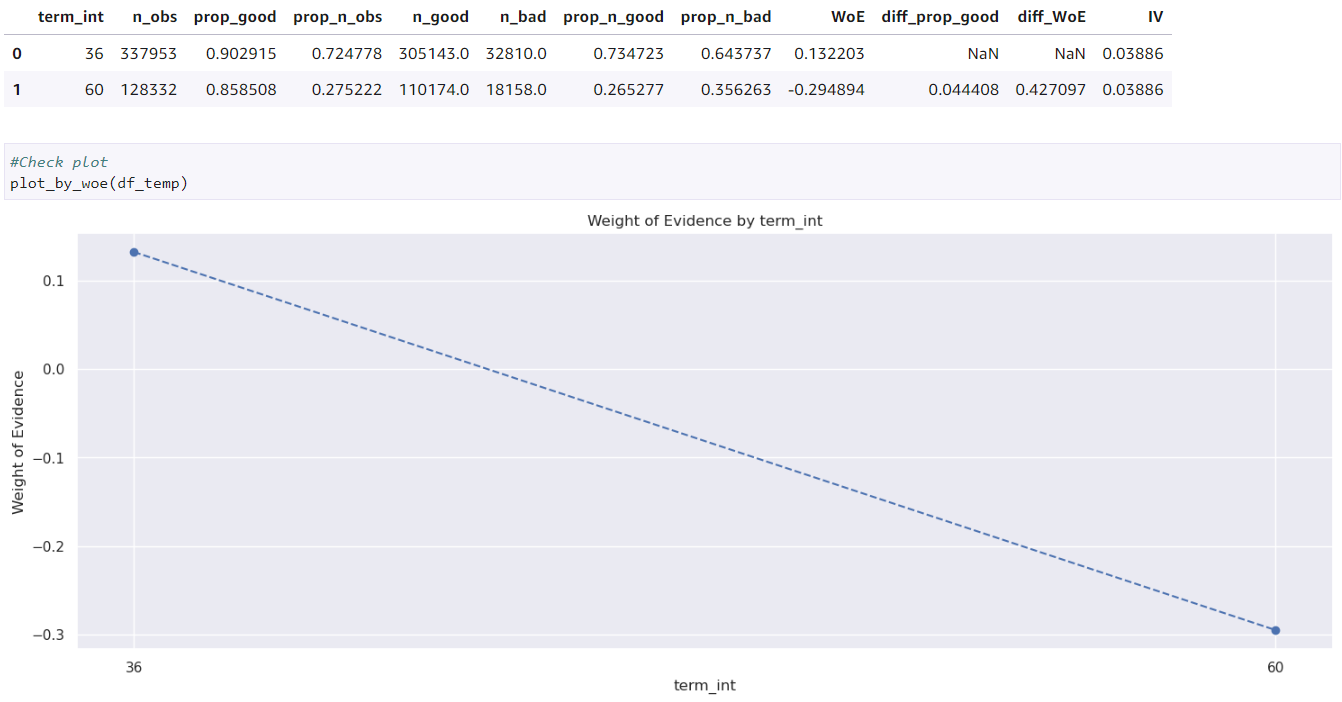 term_int n_obs prop_good prop_n_obs n_good n_bad prop_n_good prop_n_bad WoE diff_prop_good diff_WoE IV
0 36 337953 0.902915 0.724778 305143.0 32810.0 0.734723 0.643737 0.132203 NaN NaN 0.03886
1 60 128332 0.858508 0.275222 110174.0 18158.0 0.265277 0.356263 -0.294894 0.044408 0.427097 0.03886
#Check plot
plot_by_woe(df_temp)
Weight of Evidence by term_int
Weight of Evidence
0.1
0.0
−0.1
−0.2
−0.3
36 60
term_int